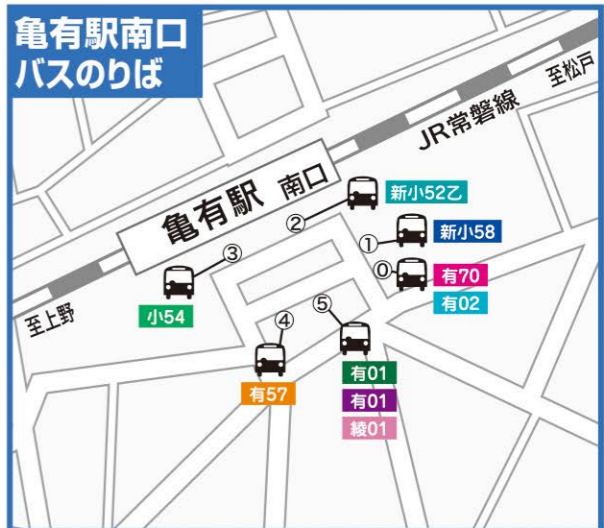 亀有駅南口
バスのりば
至松戸
JR常磐線
亀有駅 南口
② 新小52乙
① 新小58
⓪ 有70
有02
③
小54
至上野
④
有57
⑤
有01
有01
綾01